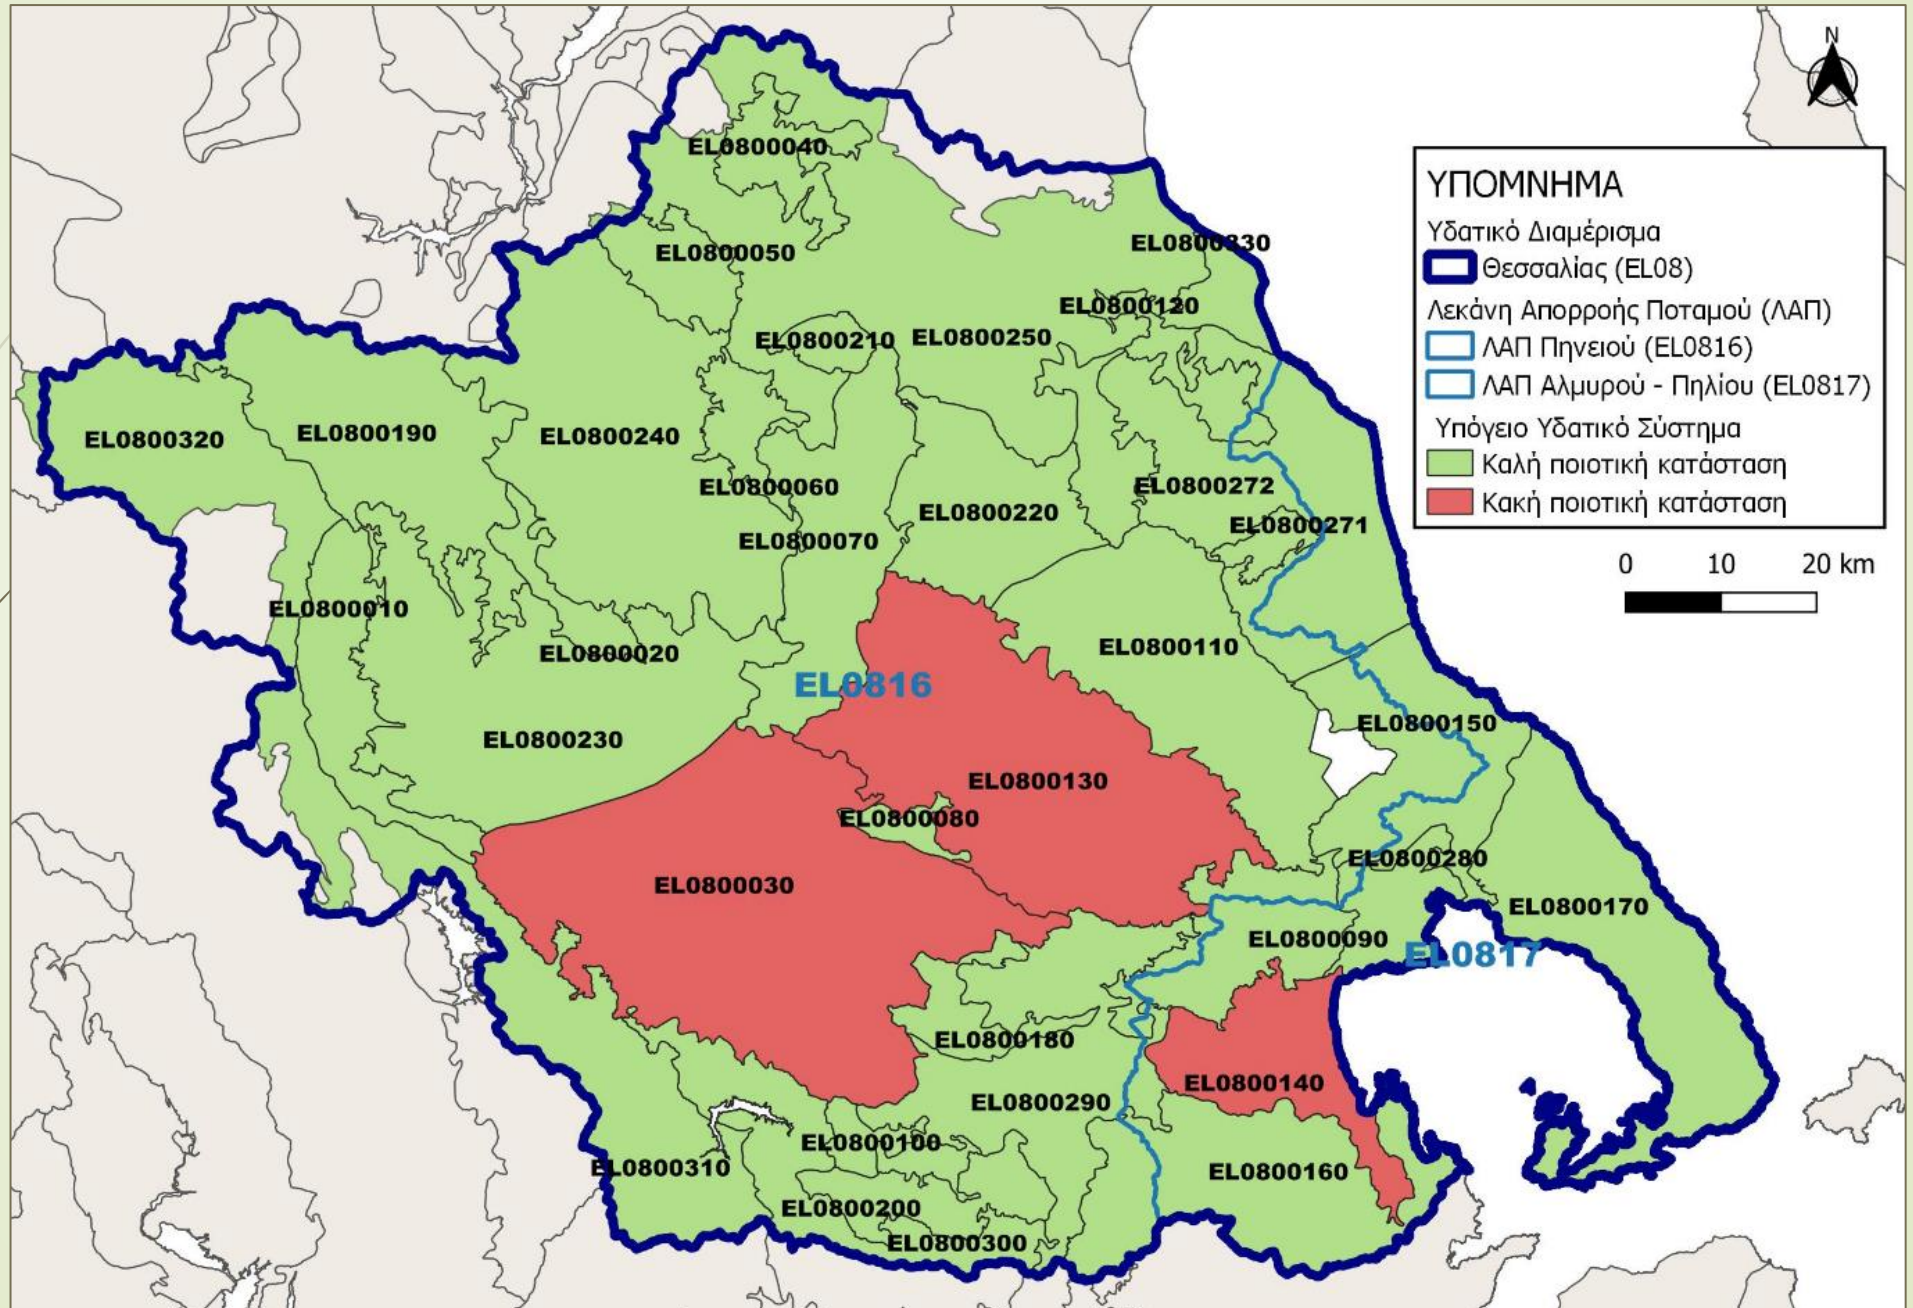 N
ΥΠΟΜΝΗΜΑ
Υδατικό Διαμέρισμα
Θεσσαλίας (EL08)
Λεκάνη Απορροής Ποταμού (ΛΑΠ)
ΛΑΠ Πηνειού (EL0816)
ΛΑΠ Αλμυρού - Πηλίου (EL0817)
Υπόγειο Υδατικό Σύστημα
Καλή ποιοτική κατάσταση
Κακή ποιοτική κατάσταση
0 10 20 km
EL0800040
EL0800050
EL0800330
EL0800120
EL0800210
EL0800250
EL0800320
EL0800190
EL0800240
EL0800060
EL0800272
EL0800220
EL0800271
EL0800070
EL0800010
EL0800020
EL0800110
EL0816
EL0800230
EL0800150
EL0800130
EL0800080
EL0800280
EL0800030
EL0800170
EL0800090
EL0817
EL0800180
EL0800140
EL0800290
EL0800100
EL0800310
EL0800160
EL0800200
EL0800300